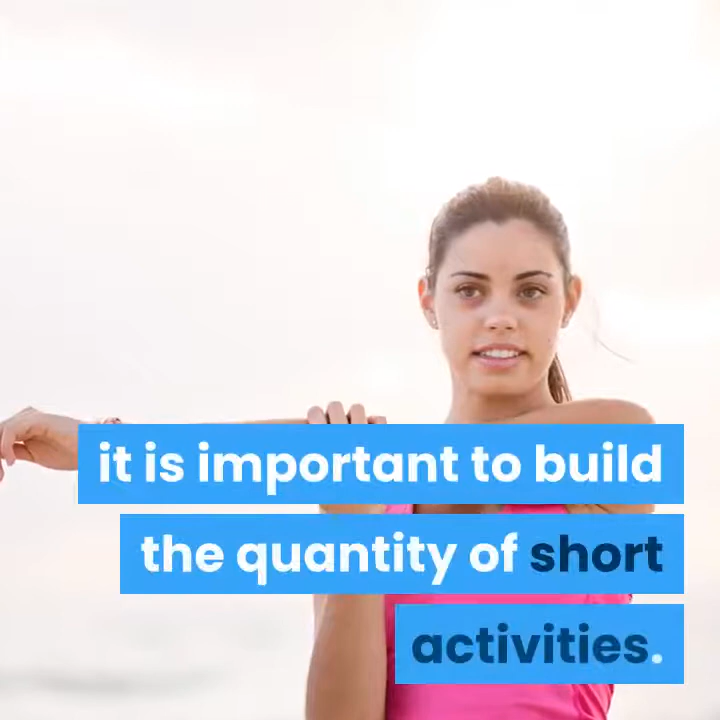 it is important to build
the quantity of short
activities.